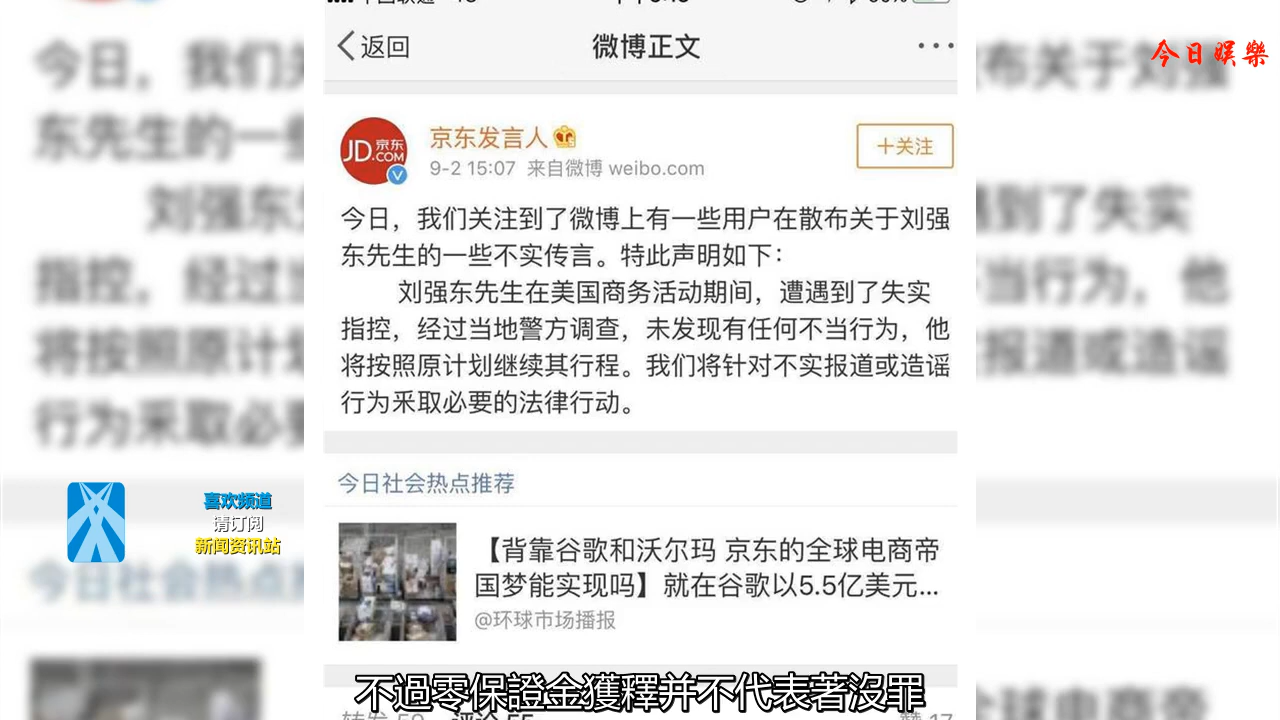 返回
微博正文
今日娱樂
JD.京东
.COM
京东发言人
+关注
9-2 15:07 来自微博 weibo.com
今日，我们关注到了微博上有一些用户在散布关于刘强
东先生的一些不实传言。特此声明如下：
刘强东先生在美国商务活动期间，遭遇到了失实
指控，经过当地警方调查，未发现有任何不当行为，他
将按照原计划继续其行程。我们将针对不实报道或造谣
行为采取必要的法律行动。
今日社会热点推荐
喜欢频道
请订阅
新闻资讯站
【背靠谷歌和沃尔玛 京东的全球电商帝
国梦能实现吗】就在谷歌以5.5亿美元...
@环球市场播报
不過零保證金獲釋并不代表著沒罪